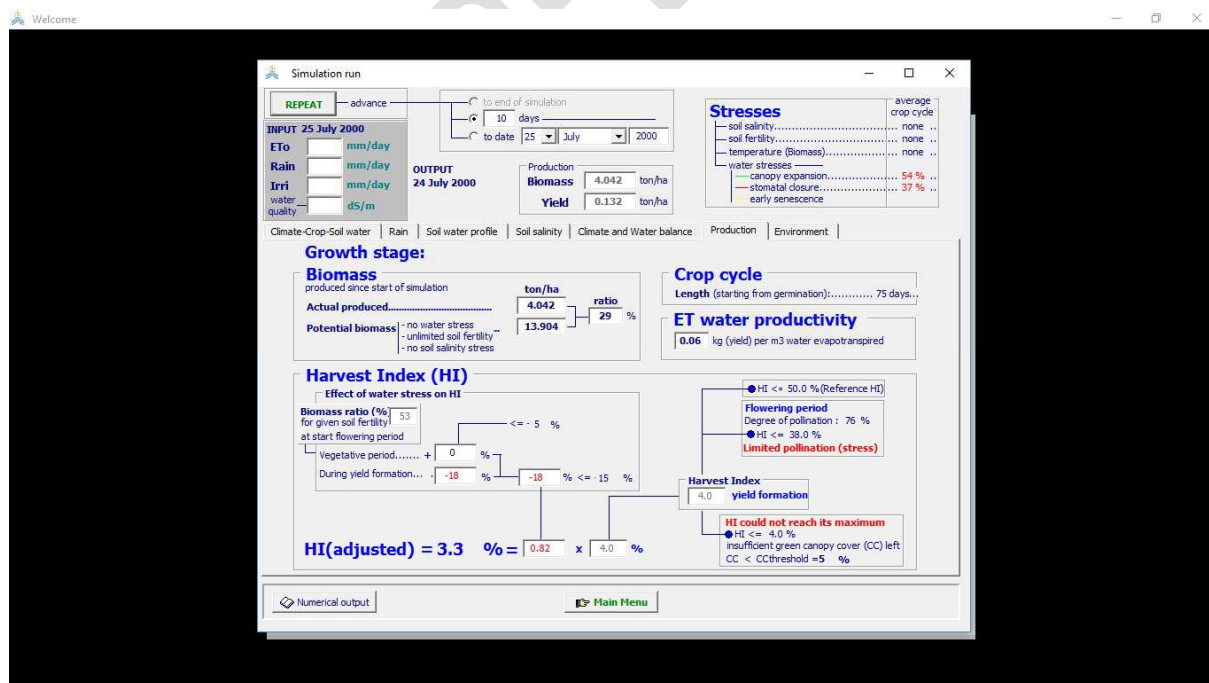 Welcome
Simulation run
REPEAT
advance
to end of simulation
10 days
to date 25 July 2000
INPUT 25 July 2000
ETo mm/day
Rain mm/day
Irri mm/day
water quality dS/m
OUTPUT
24 July 2000
Production
Biomass 4.042 ton/ha
Yield 0.132 ton/ha
Stresses
average
crop cycle
soil salinity................................. none ..
soil fertility................................. none ..
temperature (Biomass)................... none ..
water stresses
canopy expansion.................. 54 % ..
stomatal closure.................... 37 % ..
early senescence
Climate-Crop-Soil water | Rain | Soil water profile | Soil salinity | Climate and Water balance | Production | Environment
Growth stage:
Biomass
produced since start of simulation
ton/ha
Actual produced....................................... 4.042
ratio
29 %
Potential biomass - no water stress .. 13.904
- unlimited soil fertility
- no soil salinity stress
Crop cycle
Length (starting from germination):............ 75 days...
ET water productivity
0.06 kg (yield) per m3 water evapotranspired
Harvest Index (HI)
Effect of water stress on HI
Biomass ratio (%) 53
for given soil fertility
at start flowering period
<= · 5 %
Vegetative period....... + 0 %
During yield formation... . -18 %
-18 % <= · 15 %
HI <= 50.0 %(Reference HI)
Flowering period
Degree of pollination : 76 %
HI <= 38.0 %
Limited pollination (stress)
Harvest Index
4.0 yield formation
HI could not reach its maximum
HI <= 4.0 %
insufficient green canopy cover (CC) left
CC < CCthreshold =5 %
HI(adjusted) = 3.3 % = 0.82 x 4.0 %
Numerical output
Main Menu